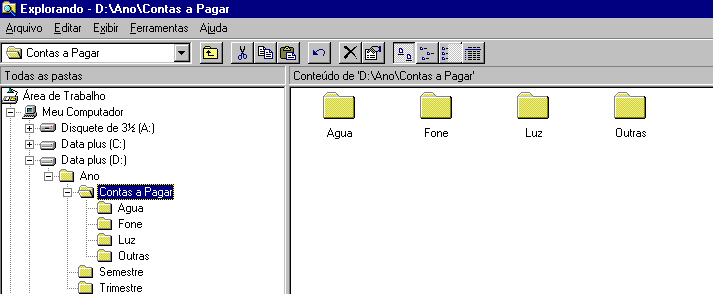 Explorando - D:\Ano\Contas a Pagar
Arquivo Editar Exibir Ferramentas Ajuda
Contas a Pagar
Todas as pastas
Conteúdo de 'D:\Ano\Contas a Pagar'
Área de Trabalho
Meu Computador
Disquete de 3½ (A:)
Data plus (C:)
Data plus (D:)
Ano
Contas a Pagar
Agua
Fone
Luz
Outras
Semestre
Trimestre
Agua Fone Luz Outras